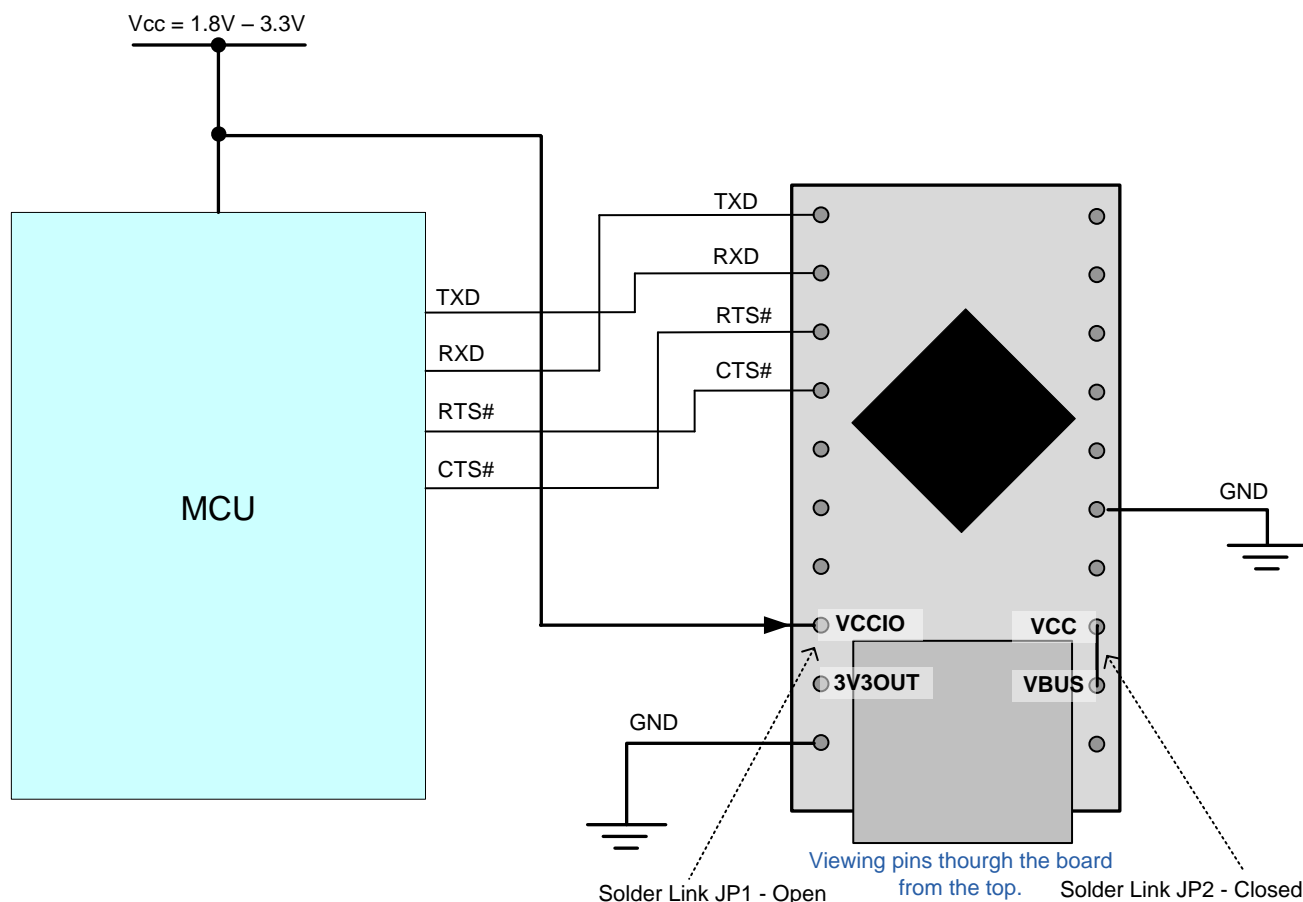 Vcc = 1.8V – 3.3V
TXD
RXD
RTS#
CTS#
MCU
TXD
RXD
RTS#
CTS#
GND
VCCIO
VCC
3V3OUT
VBUS
GND
Viewing pins thourgh the board
from the top.
Solder Link JP1 - Open
Solder Link JP2 - Closed